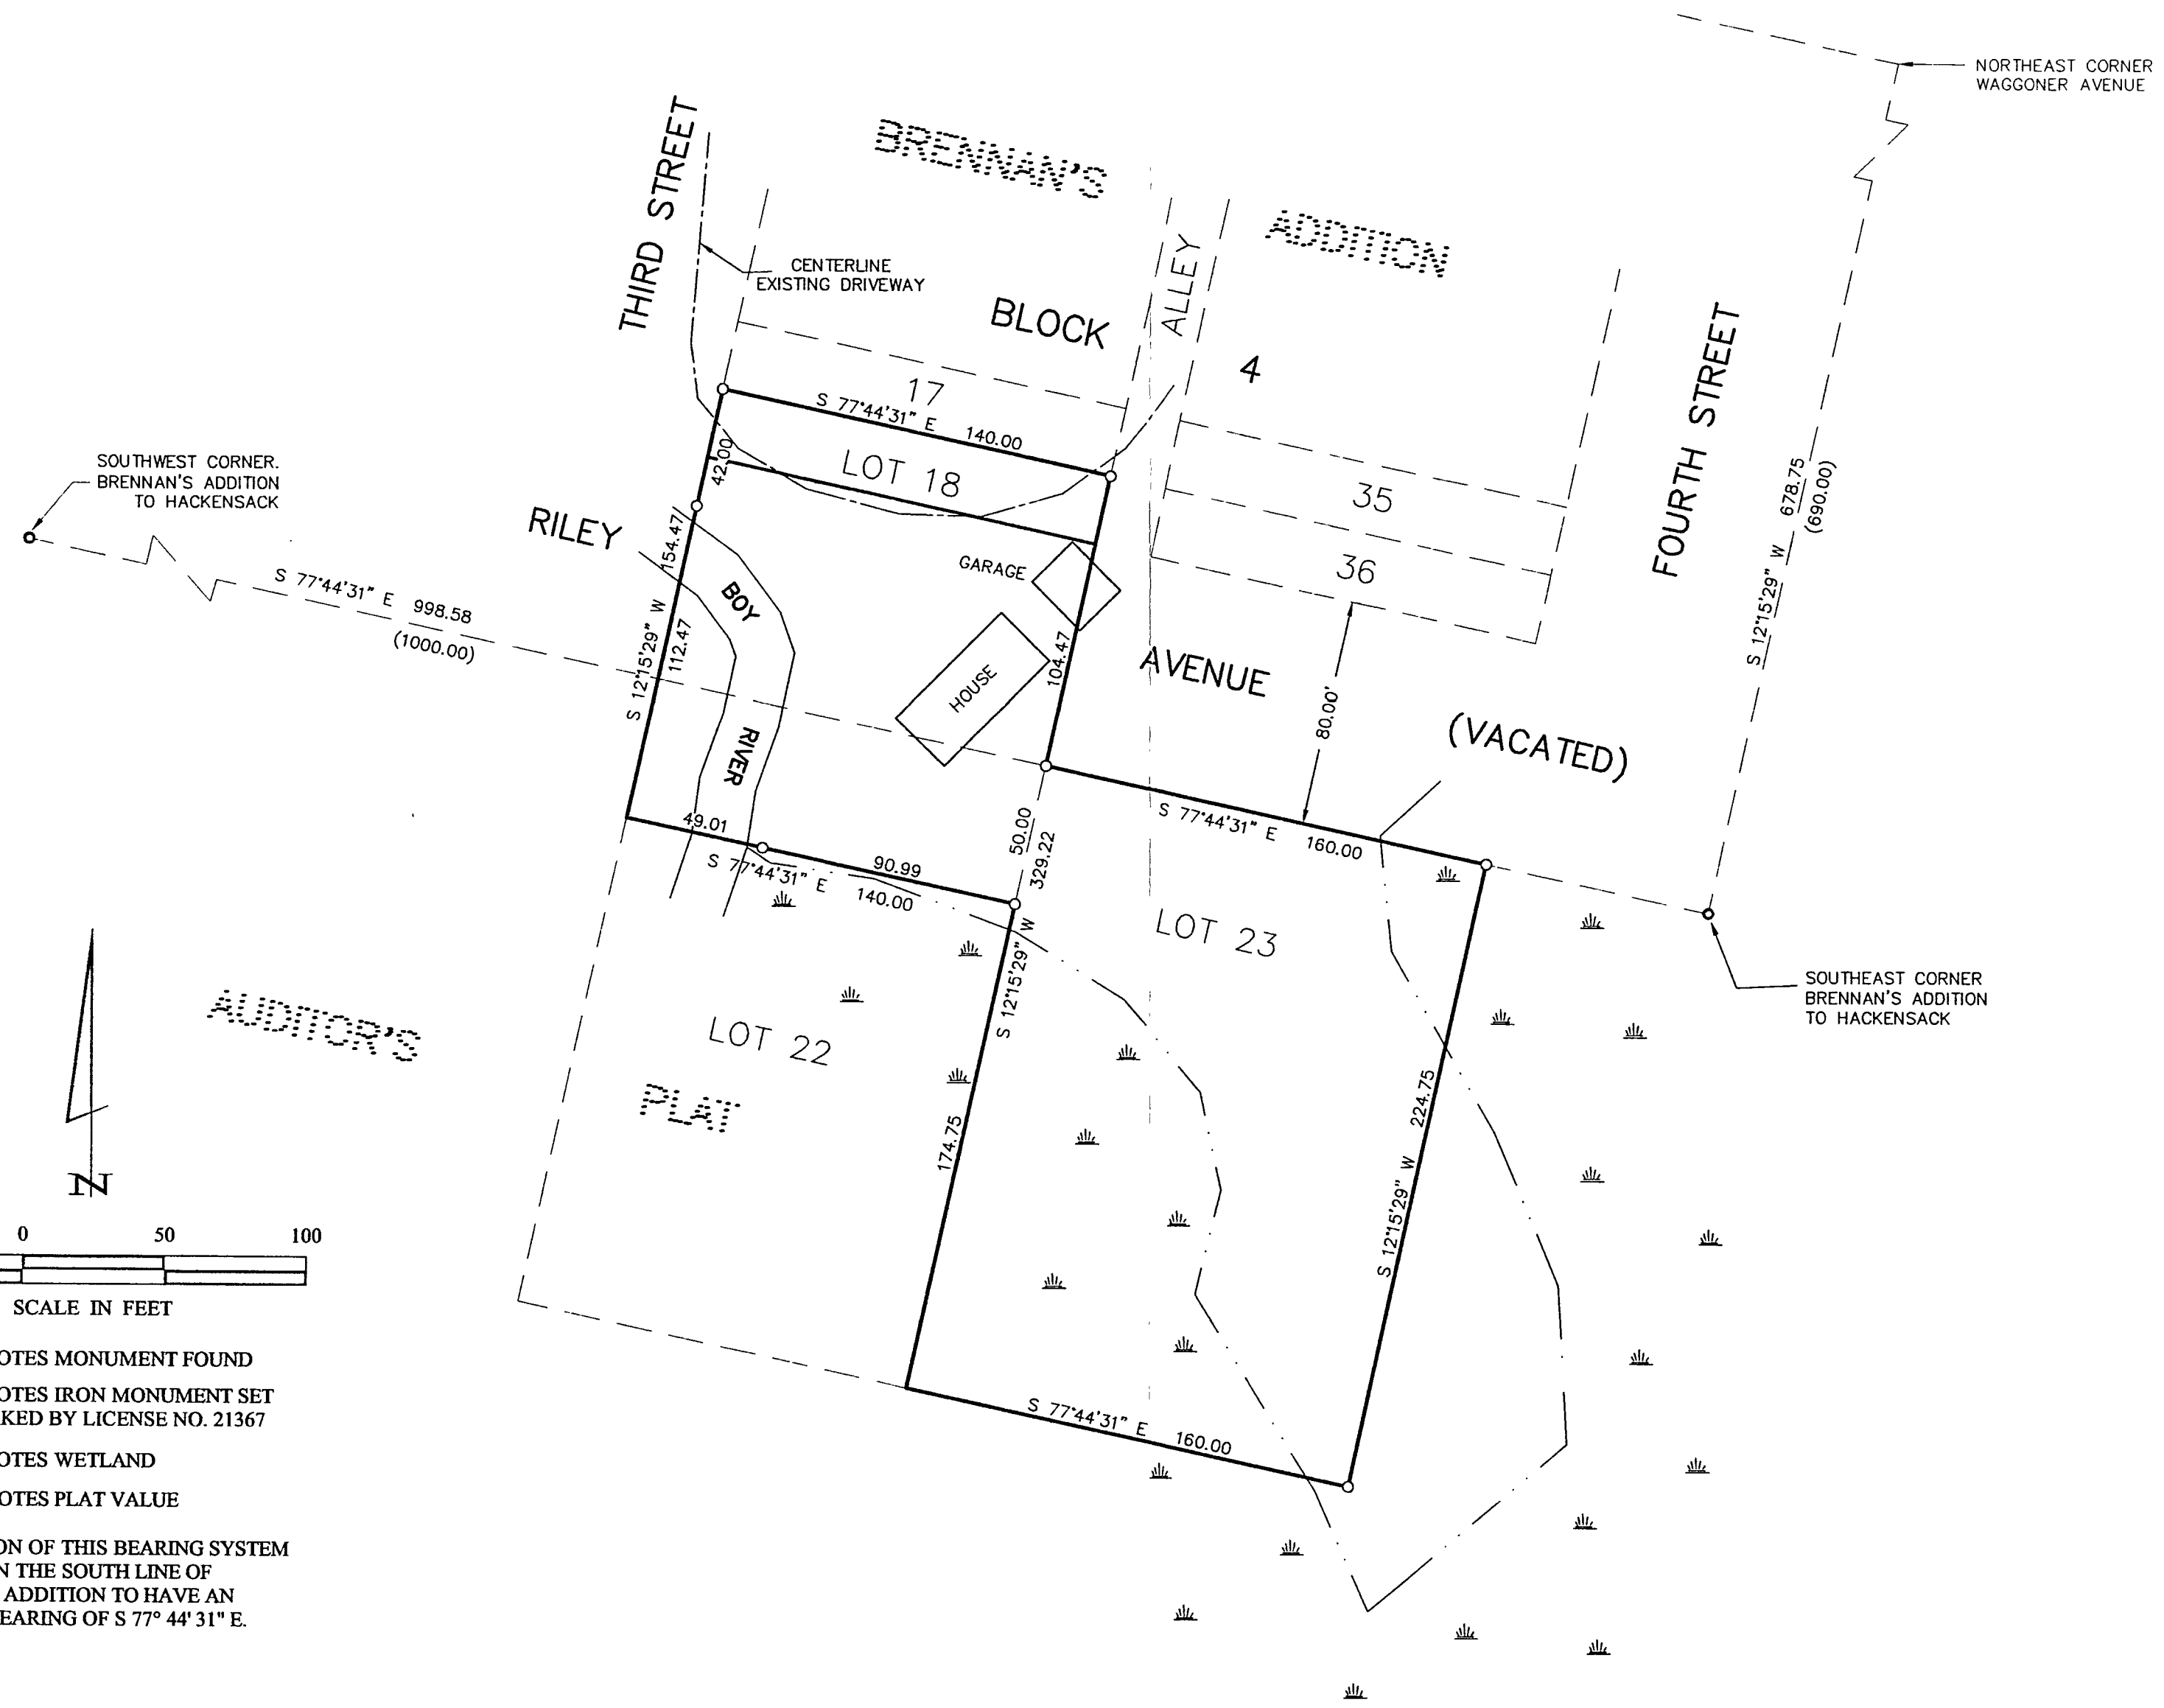 NORTHEAST CORNER
WAGGONER AVENUE
THIRD STREET
BRENNAN'S
ADDITION
CENTERLINE
EXISTING DRIVEWAY
BLOCK
4
ALLEY
FOURTH STREET
17
S 77°44'31" E 140.00
LOT 18
42.00
35
36
S 12°15'29" W 678.75
(690.00)
SOUTHWEST CORNER.
BRENNAN'S ADDITION
TO HACKENSACK
S 77°44'31" E 998.58
(1000.00)
RILEY
AVENUE
(VACATED)
S 12°15'29" W 154.47
112.47
BOY
RIVER
GARAGE
HOUSE
104.47
80.00'
S 77°44'31" E 160.00
49.01
90.99
S 77°44'31" E 140.00
50.00
329.22
S 12°15'29" W
LOT 23
SOUTHEAST CORNER
BRENNAN'S ADDITION
TO HACKENSACK
AUDITOR'S
PLAT
LOT 22
174.75
S 12°15'29" W 224.75
S 77°44'31" E 160.00
N
0 50 100
SCALE IN FEET
OTES MONUMENT FOUND
OTES IRON MONUMENT SET
KED BY LICENSE NO. 21367
OTES WETLAND
OTES PLAT VALUE
ON OF THIS BEARING SYSTEM
N THE SOUTH LINE OF
ADDITION TO HAVE AN
EARING OF S 77° 44' 31" E.